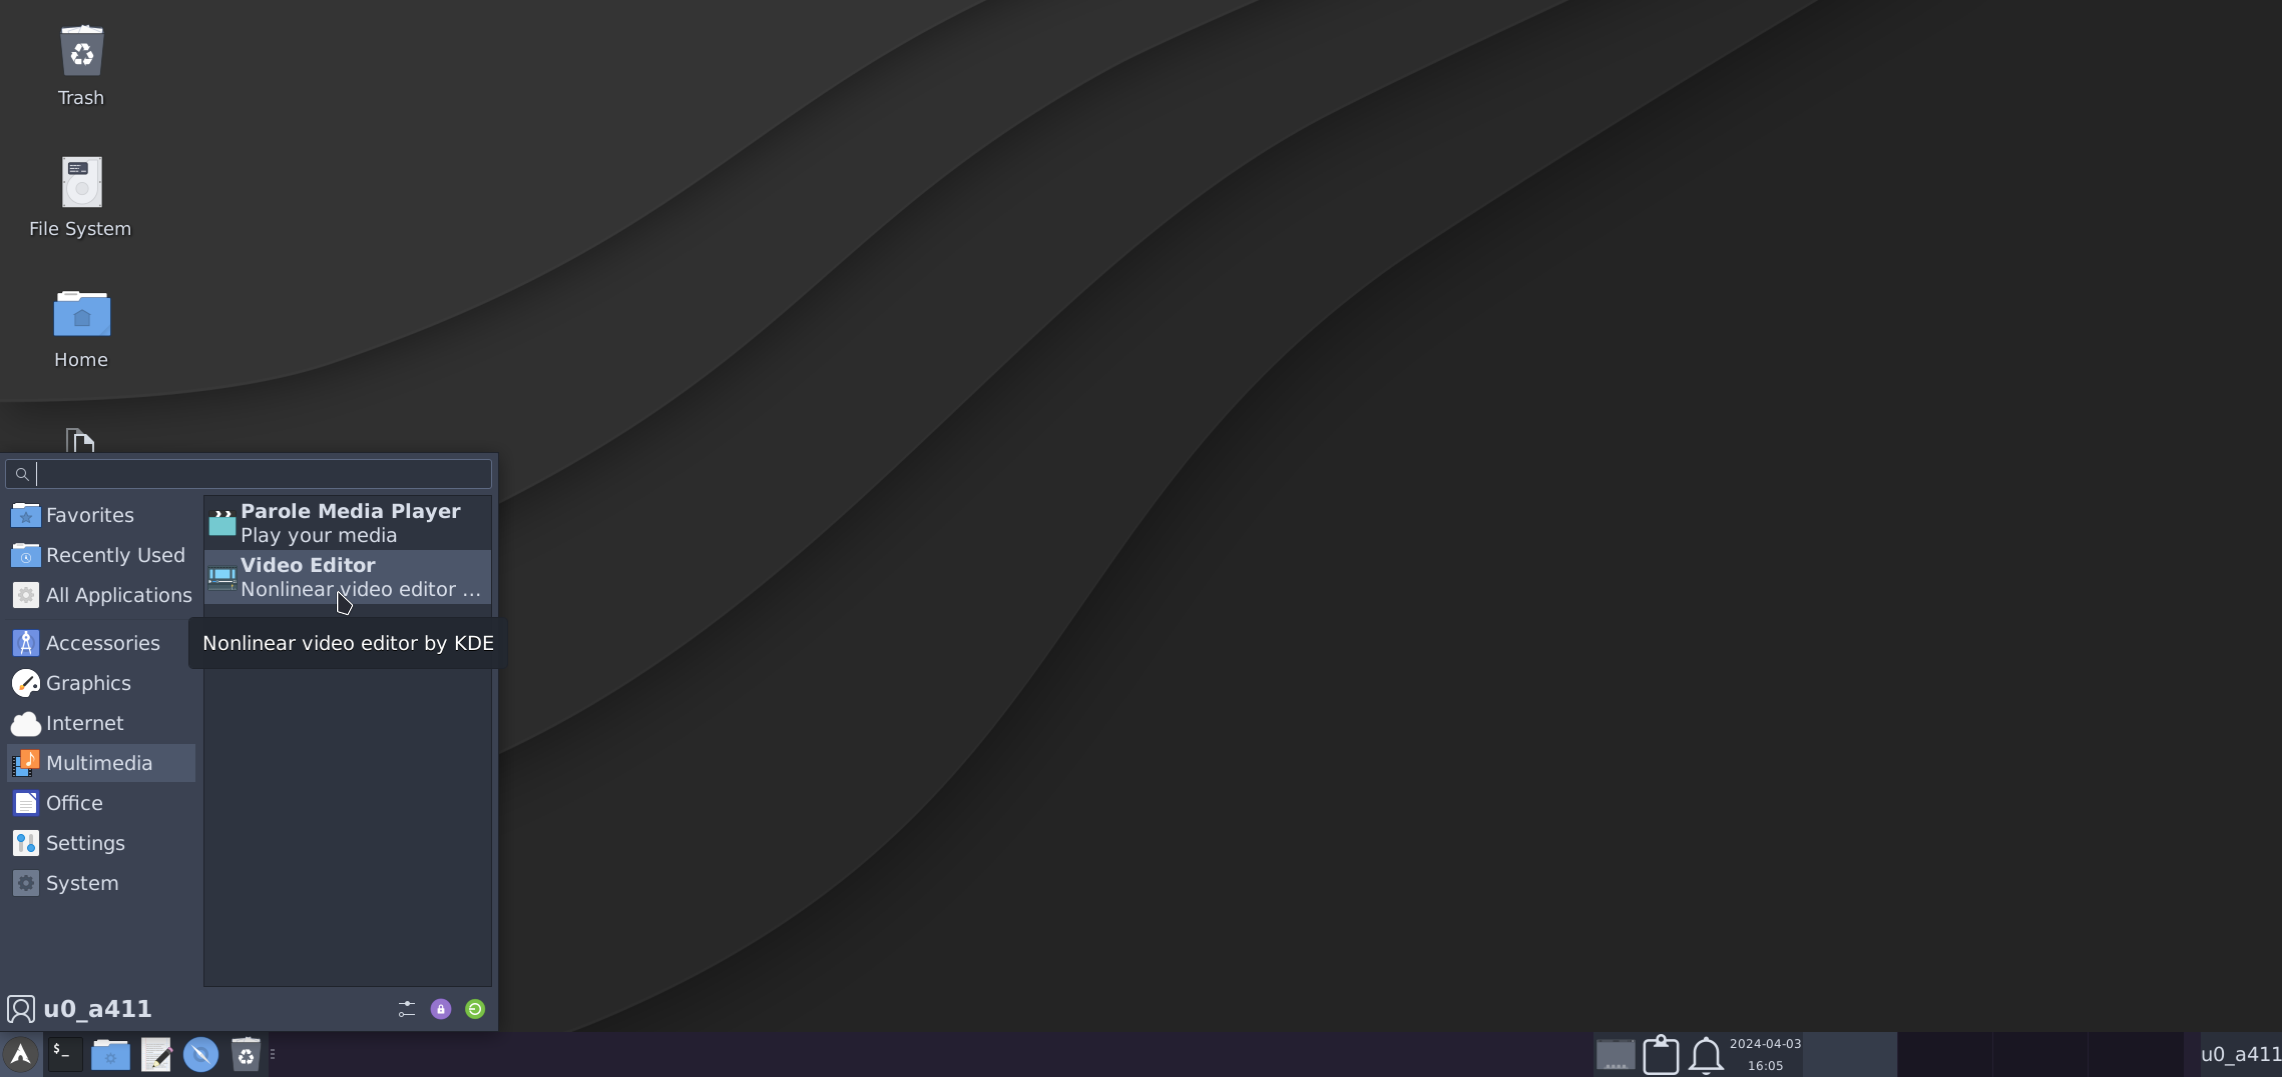 Trash
File System
Home
Favorites
Recently Used
All Applications
Accessories
Graphics
Internet
Multimedia
Office
Settings
System
Parole Media Player
Play your media
Video Editor
Nonlinear video editor ...
Nonlinear video editor by KDE
u0_a411
$_
2024-04-03
16:05
u0_a411